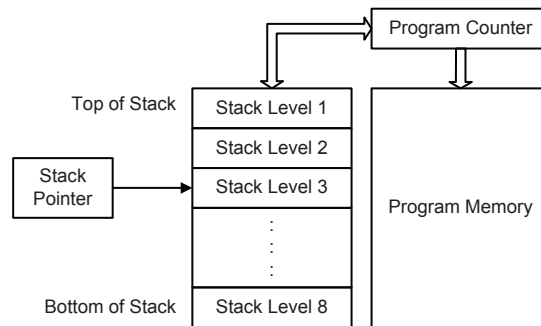 Program Counter
Top of Stack
Stack Level 1
Stack Level 2
Stack Pointer
Stack Level 3
Program Memory
:
:
:
Bottom of Stack
Stack Level 8